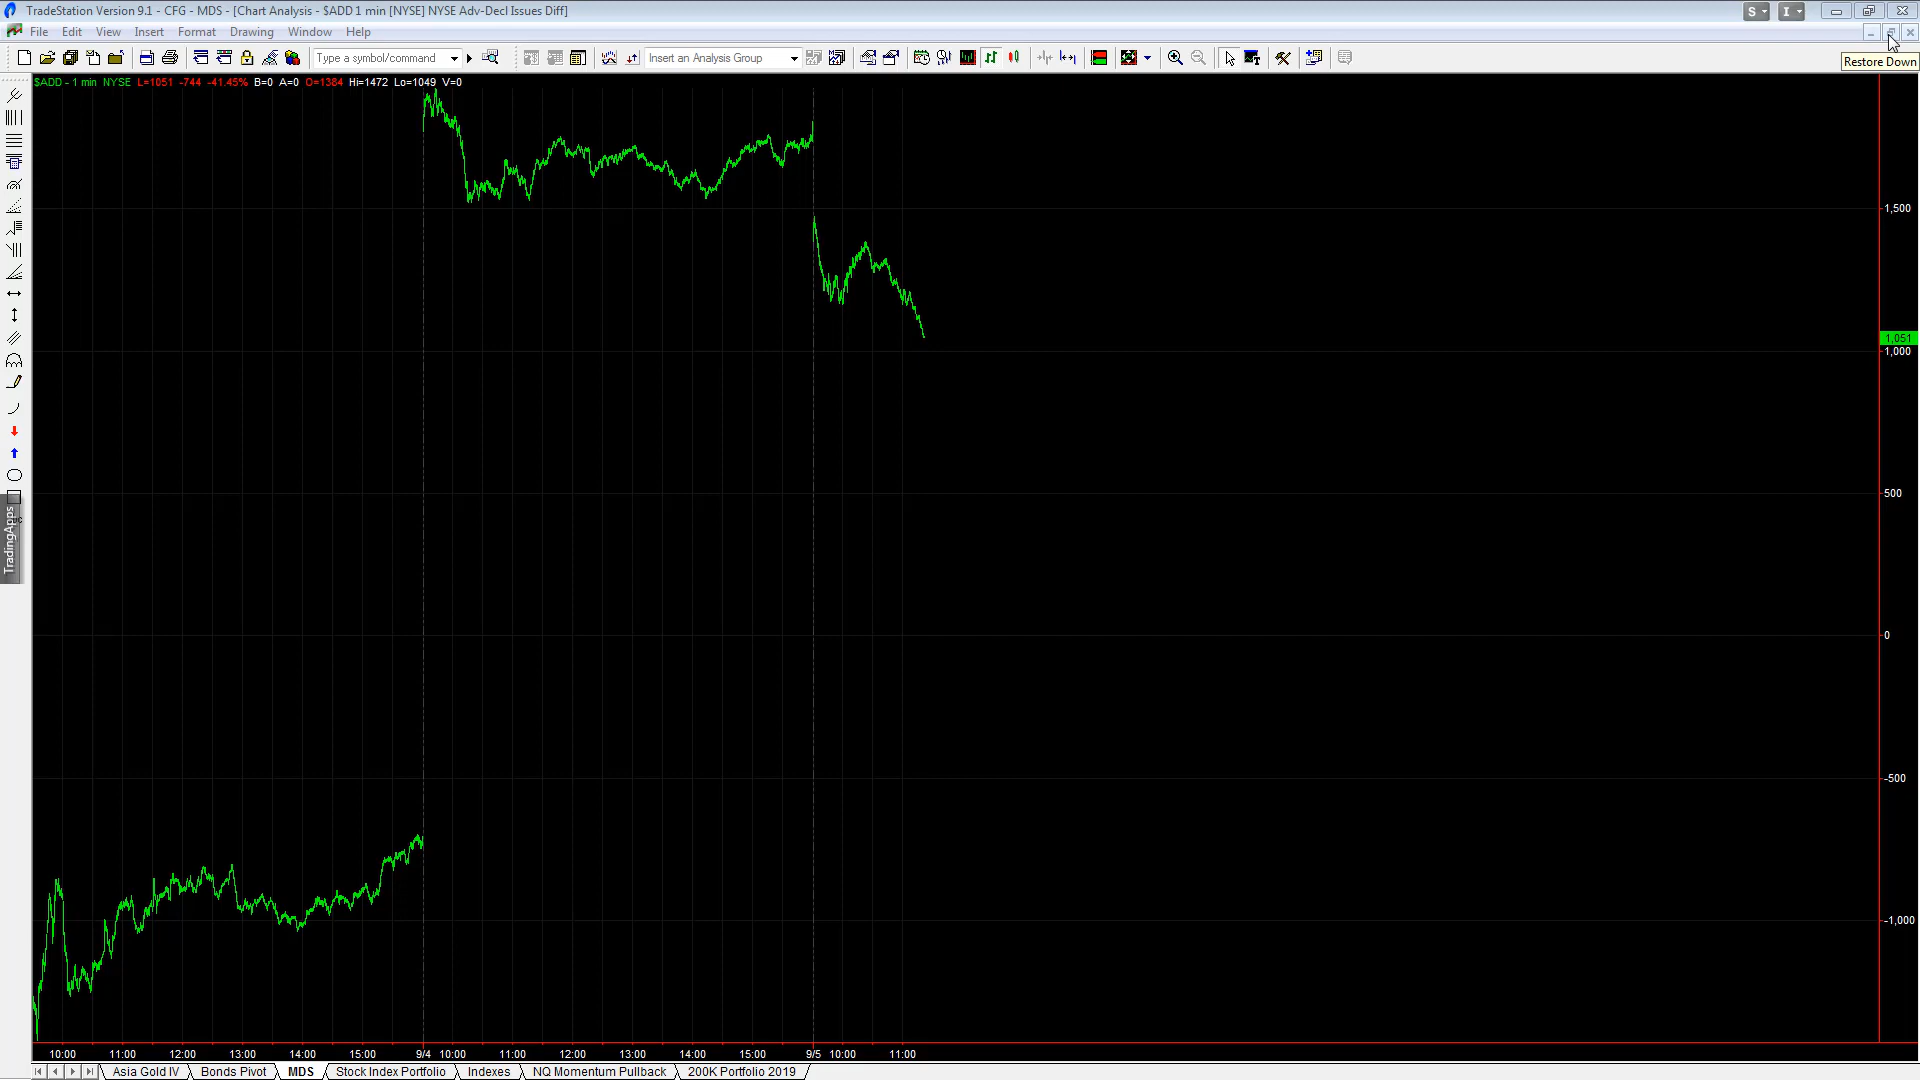 TradeStation Version 9.1 - CFG - MDS - [Chart Analysis - $ADD 1 min [NYSE] NYSE Adv-Decl Issues Diff]
S
I
File Edit View Insert Format Drawing Window Help
Type a symbol/command
Insert an Analysis Group
Restore Down
$ADD - 1 min NYSE L=1051 -744 -41.45% B=0 A=0 O=1384 Hi=1472 Lo=1049 V=0
1,500
1,051
1,000
500
TradingApps
0
-500
-1,000
10:00 11:00 12:00 13:00 14:00 15:00 9/4 10:00 11:00 12:00 13:00 14:00 15:00 9/5 10:00 11:00
Asia Gold IV Bonds Pivot MDS Stock Index Portfolio Indexes NQ Momentum Pullback 200K Portfolio 2019